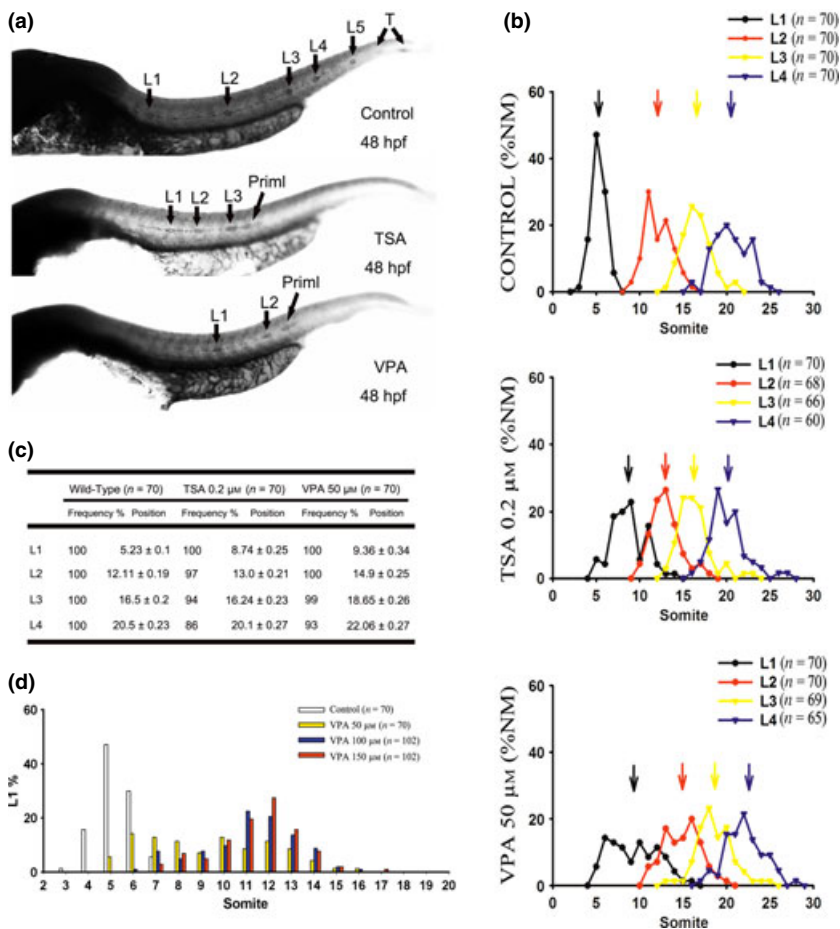 (a)
T
L5
L4
L3
L2
L1
Control
48 hpf
L1 L2 L3 PrimI
TSA
48 hpf
PrimI
L2
L1
VPA
48 hpf
(b)
L1 (n = 70)
L2 (n = 70)
L3 (n = 70)
L4 (n = 70)
CONTROL (%NM)
60
40
20
0
0 5 10 15 20 25 30
Somite
L1 (n = 70)
L2 (n = 68)
L3 (n = 66)
L4 (n = 60)
TSA 0.2 μM (%NM)
60
40
20
0
0 5 10 15 20 25 30
Somite
L1 (n = 70)
L2 (n = 70)
L3 (n = 69)
L4 (n = 65)
VPA 50 μM (%NM)
60
40
20
0
0 5 10 15 20 25 30
Somite
(c)
Wild-Type (n = 70) TSA 0.2 μM (n = 70) VPA 50 μM (n = 70)
Frequency % Position Frequency % Position Frequency % Position
L1 100 5.23 ± 0.1 100 8.74 ± 0.25 100 9.36 ± 0.34
L2 100 12.11 ± 0.19 97 13.0 ± 0.21 100 14.9 ± 0.25
L3 100 16.5 ± 0.2 94 16.24 ± 0.23 99 18.65 ± 0.26
L4 100 20.5 ± 0.23 86 20.1 ± 0.27 93 22.06 ± 0.27
(d)
Control (n = 70)
VPA 50 μM (n = 70)
VPA 100 μM (n = 102)
VPA 150 μM (n = 102)
L1 %
60
40
20
0
2 3 4 5 6 7 8 9 10 11 12 13 14 15 16 17 18 19 20
Somite